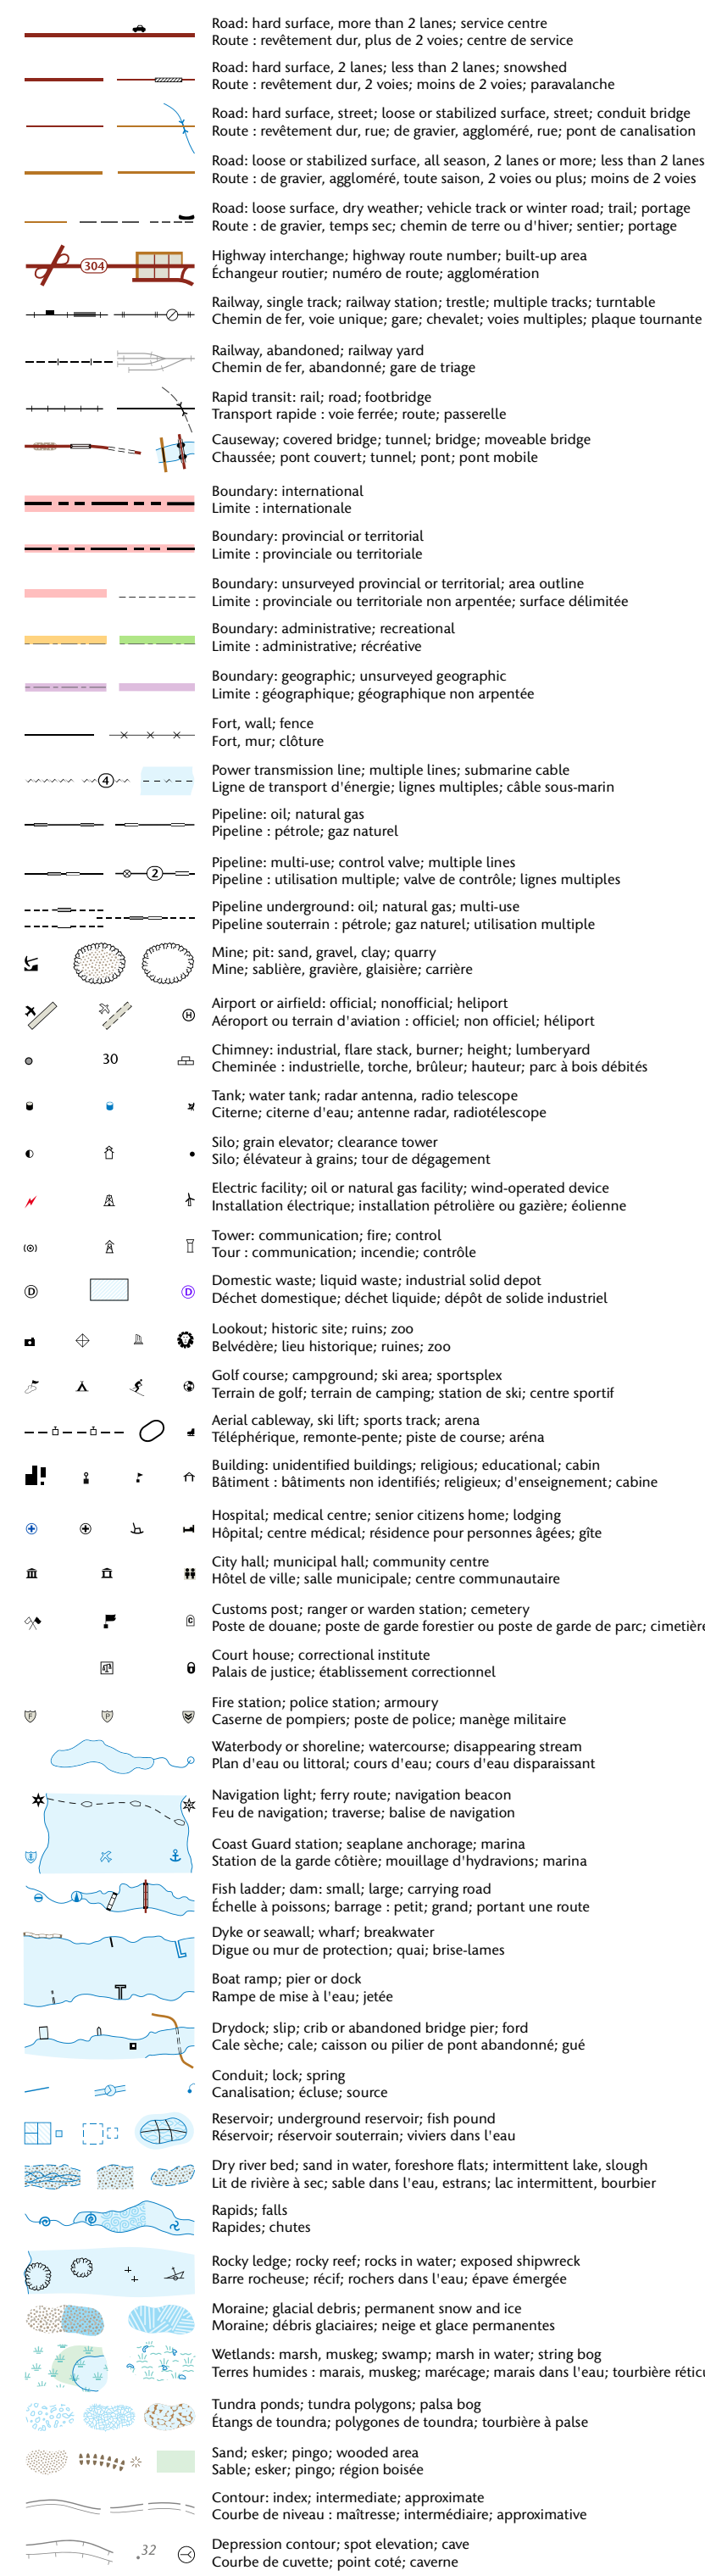 Road: hard surface, more than 2 lanes; service centre
Route : revêtement dur, plus de 2 voies; centre de service
Road: hard surface, 2 lanes; less than 2 lanes; snowshed
Route : revêtement dur, 2 voies; moins de 2 voies; paravalanche
Road: hard surface, street; loose or stabilized surface, street; conduit bridge
Route : revêtement dur, rue; de gravier, aggloméré, rue; pont de canalisation
Road: loose or stabilized surface, all season, 2 lanes or more; less than 2 lanes
Route : de gravier, aggloméré, toute saison, 2 voies ou plus; moins de 2 voies
Road: loose surface, dry weather; vehicle track or winter road; trail; portage
Route : de gravier, temps sec; chemin de terre ou d'hiver; sentier; portage
304
Highway interchange; highway route number; built-up area
Échangeur routier; numéro de route; agglomération
Railway, single track; railway station; trestle; multiple tracks; turntable
Chemin de fer, voie unique; gare; chevalet; voies multiples; plaque tournante
Railway, abandoned; railway yard
Chemin de fer, abandonné; gare de triage
Rapid transit: rail; road; footbridge
Transport rapide : voie ferrée; route; passerelle
Causeway; covered bridge; tunnel; bridge; moveable bridge
Chaussée; pont couvert; tunnel; pont; pont mobile
Boundary: international
Limite : internationale
Boundary: provincial or territorial
Limite : provinciale ou territoriale
Boundary: unsurveyed provincial or territorial; area outline
Limite : provinciale ou territoriale non arpentée; surface délimitée
Boundary: administrative; recreational
Limite : administrative; récréative
Boundary: geographic; unsurveyed geographic
Limite : géographique; géographique non arpentée
Fort, wall; fence
Fort, mur; clôture
4
Power transmission line; multiple lines; submarine cable
Ligne de transport d'énergie; lignes multiples; câble sous-marin
Pipeline: oil; natural gas
Pipeline : pétrole; gaz naturel
2
Pipeline: multi-use; control valve; multiple lines
Pipeline : utilisation multiple; valve de contrôle; lignes multiples
Pipeline underground: oil; natural gas; multi-use
Pipeline souterrain : pétrole; gaz naturel; utilisation multiple
Mine; pit: sand, gravel, clay; quarry
Mine; sablière, gravière, glaisière; carrière
H
Airport or airfield: official; nonofficial; heliport
Aéroport ou terrain d'aviation : officiel; non officiel; héliport
30
Chimney: industrial, flare stack, burner; height; lumberyard
Cheminée : industrielle, torche, brûleur; hauteur; parc à bois débités
Tank; water tank; radar antenna, radio telescope
Citerne; citerne d'eau; antenne radar, radiotélescope
Silo; grain elevator; clearance tower
Silo; élévateur à grains; tour de dégagement
Electric facility; oil or natural gas facility; wind-operated device
Installation électrique; installation pétrolière ou gazière; éolienne
Tower: communication; fire; control
Tour : communication; incendie; contrôle
D D
Domestic waste; liquid waste; industrial solid depot
Déchet domestique; déchet liquide; dépôt de solide industriel
Lookout; historic site; ruins; zoo
Belvédère; lieu historique; ruines; zoo
Golf course; campground; ski area; sportsplex
Terrain de golf; terrain de camping; station de ski; centre sportif
Aerial cableway, ski lift; sports track; arena
Téléphérique, remonte-pente; piste de course; aréna
Building: unidentified buildings; religious; educational; cabin
Bâtiment : bâtiments non identifiés; religieux; d'enseignement; cabine
Hospital; medical centre; senior citizens home; lodging
Hôpital; centre médical; résidence pour personnes âgées; gîte
City hall; municipal hall; community centre
Hôtel de ville; salle municipale; centre communautaire
C
Customs post; ranger or warden station; cemetery
Poste de douane; poste de garde forestier ou poste de garde de parc; cimetière
Court house; correctional institute
Palais de justice; établissement correctionnel
F P
Fire station; police station; armoury
Caserne de pompiers; poste de police; manège militaire
Waterbody or shoreline; watercourse; disappearing stream
Plan d'eau ou littoral; cours d'eau; cours d'eau disparaissant
Navigation light; ferry route; navigation beacon
Feu de navigation; traverse; balise de navigation
Coast Guard station; seaplane anchorage; marina
Station de la garde côtière; mouillage d'hydravions; marina
Fish ladder; dam: small; large; carrying road
Échelle à poissons; barrage : petit; grand; portant une route
Dyke or seawall; wharf; breakwater
Digue ou mur de protection; quai; brise-lames
Boat ramp; pier or dock
Rampe de mise à l'eau; jetée
Drydock; slip; crib or abandoned bridge pier; ford
Cale sèche; cale; caisson ou pilier de pont abandonné; gué
Conduit; lock; spring
Canalisation; écluse; source
Reservoir; underground reservoir; fish pound
Réservoir; réservoir souterrain; viviers dans l'eau
Dry river bed; sand in water, foreshore flats; intermittent lake, slough
Lit de rivière à sec; sable dans l'eau, estrans; lac intermittent, bourbier
Rapids; falls
Rapides; chutes
Rocky ledge; rocky reef; rocks in water; exposed shipwreck
Barre rocheuse; récif; rochers dans l'eau; épave émergée
Moraine; glacial debris; permanent snow and ice
Moraine; débris glaciaires; neige et glace permanentes
Wetlands: marsh, muskeg; swamp; marsh in water; string bog
Terres humides : marais, muskeg; marécage; marais dans l'eau; tourbière réticu
Tundra ponds; tundra polygons; palsa bog
Étangs de toundra; polygones de toundra; tourbière à palse
Sand; esker; pingo; wooded area
Sable; esker; pingo; région boisée
Contour: index; intermediate; approximate
Courbe de niveau : maîtresse; intermédiaire; approximative
.32
Depression contour; spot elevation; cave
Courbe de cuvette; point coté; caverne